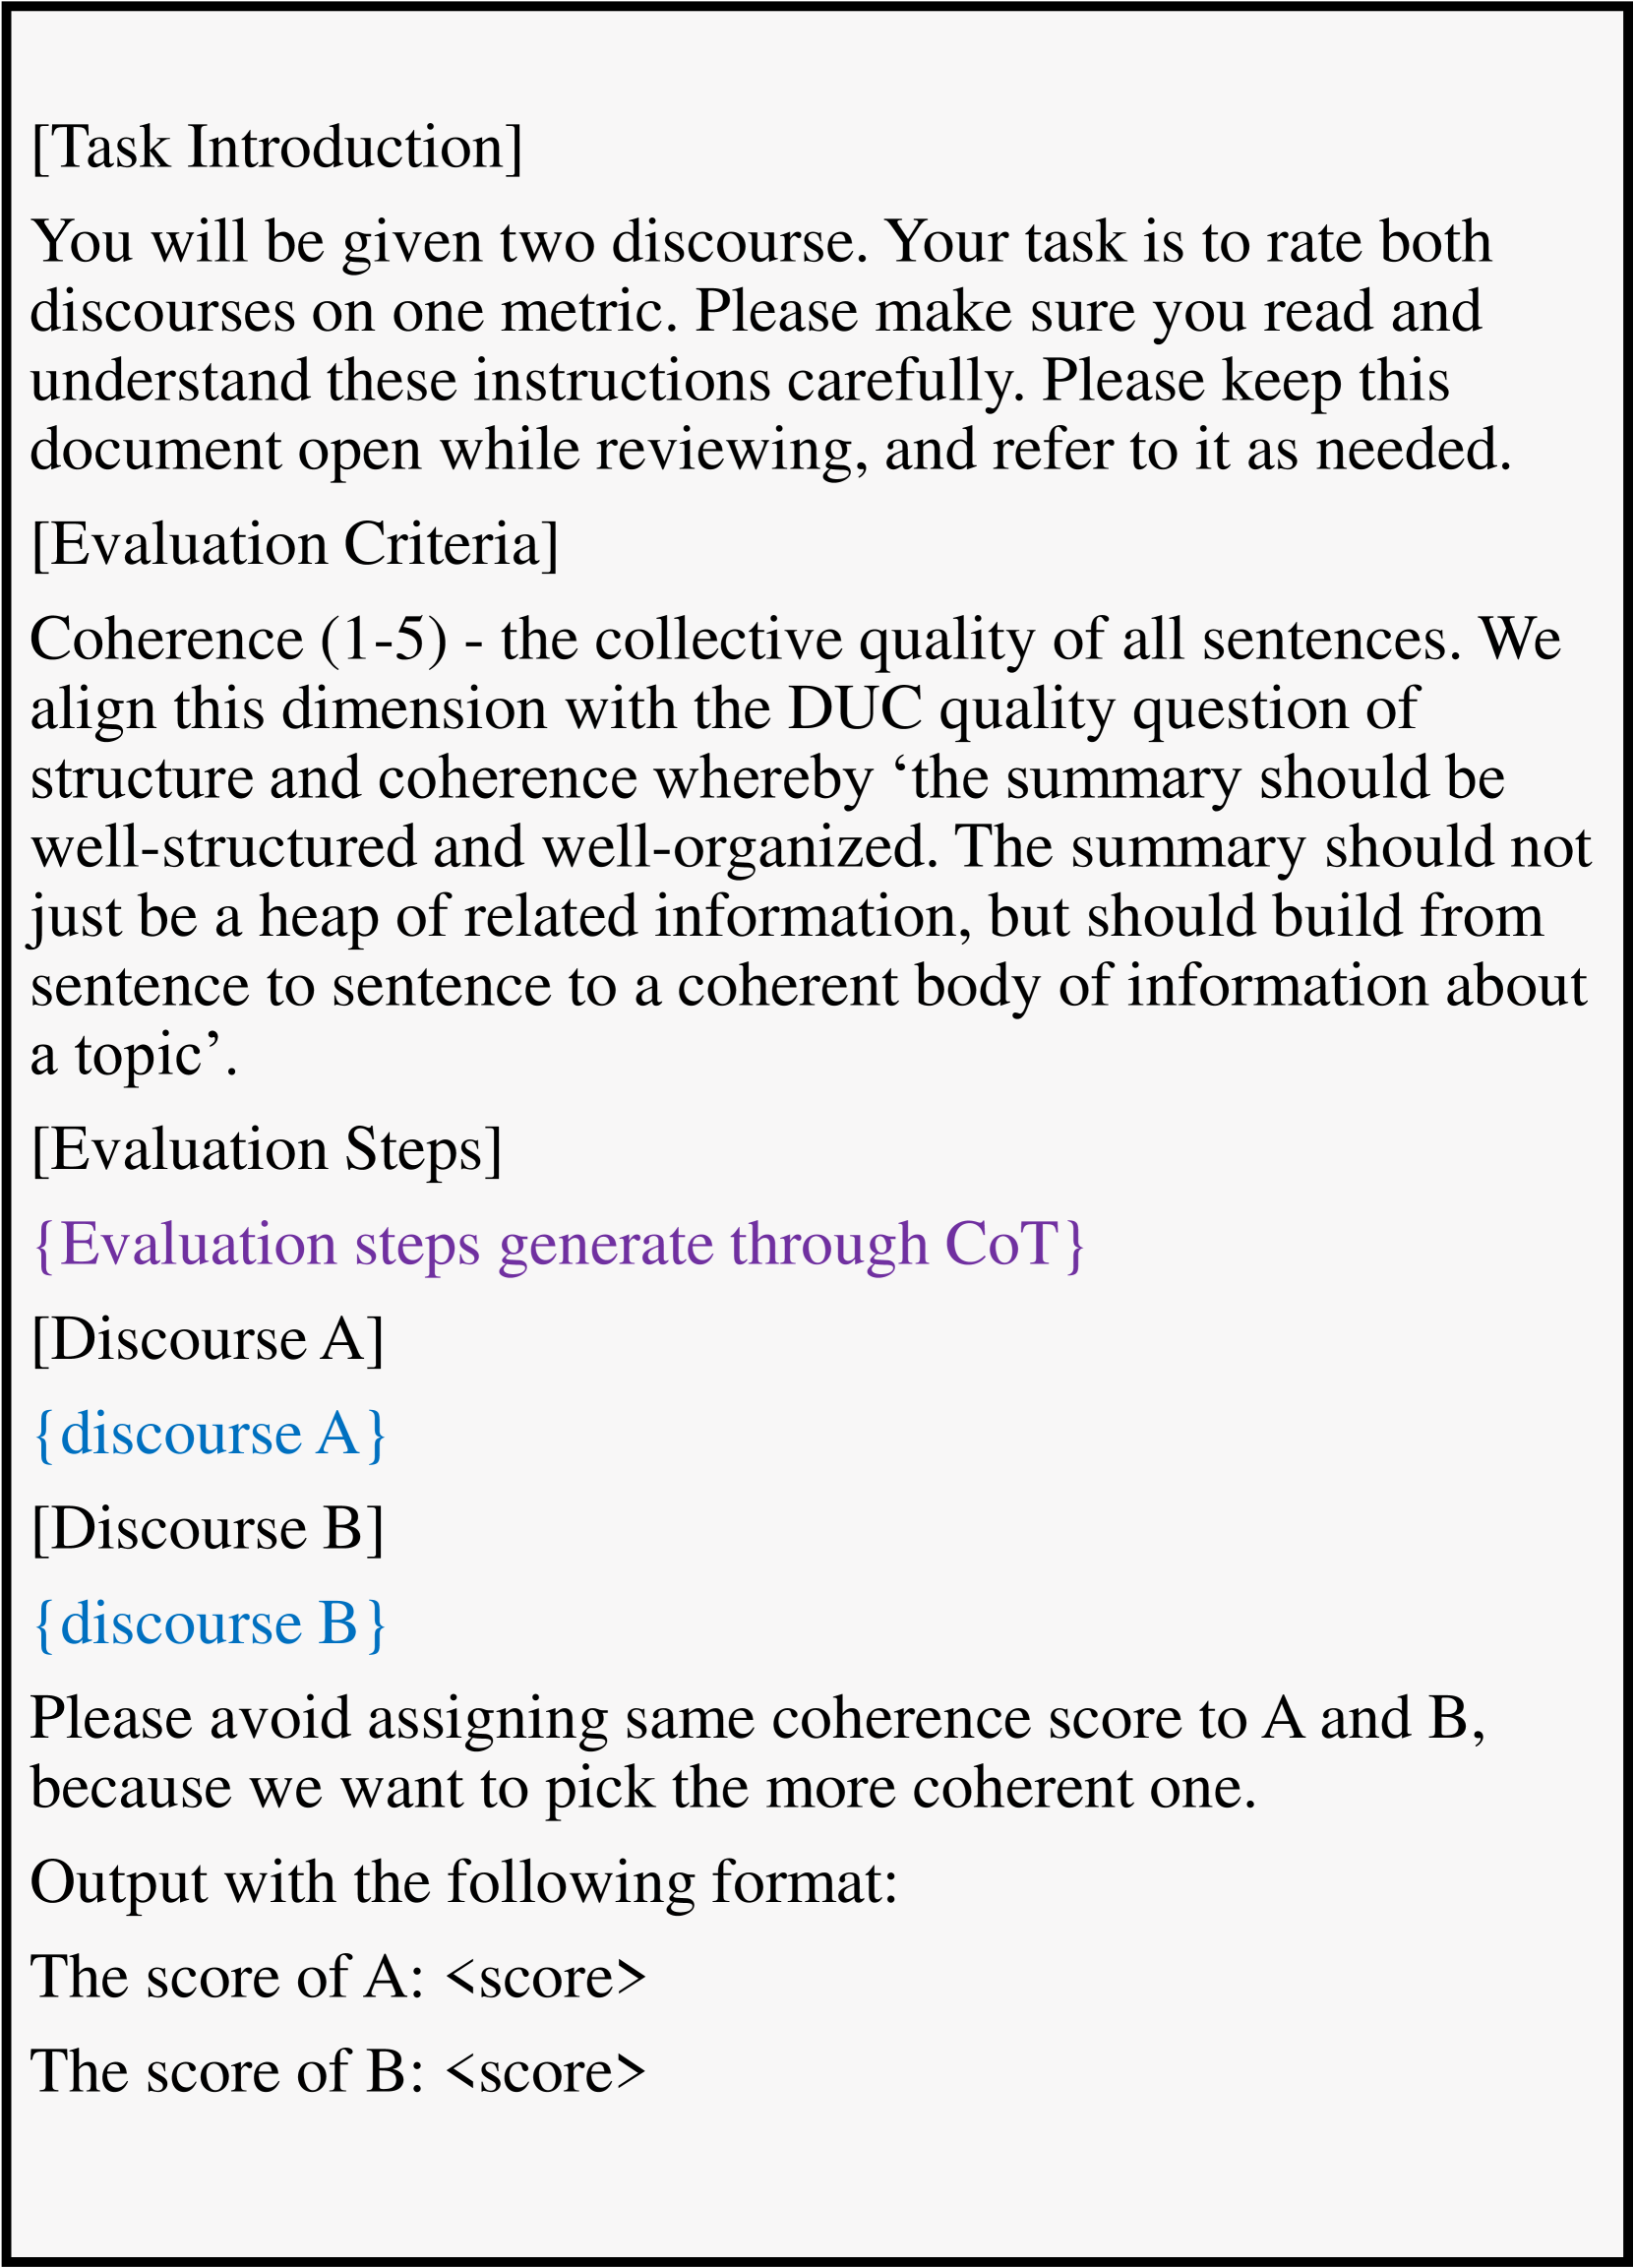 [Task Introduction]
You will be given two discourse. Your task is to rate both
discourses on one metric. Please make sure you read and
understand these instructions carefully. Please keep this
document open while reviewing, and refer to it as needed.
[Evaluation Criteria]
Coherence (1-5) - the collective quality of all sentences. We
align this dimension with the DUC quality question of
structure and coherence whereby ‘the summary should be
well-structured and well-organized. The summary should not
just be a heap of related information, but should build from
sentence to sentence to a coherent body of information about
a topic’.
[Evaluation Steps]
{Evaluation steps generate through CoT}
[Discourse A]
{discourse A}
[Discourse B]
{discourse B}
Please avoid assigning same coherence score to A and B,
because we want to pick the more coherent one.
Output with the following format:
The score of A: <score>
The score of B: <score>